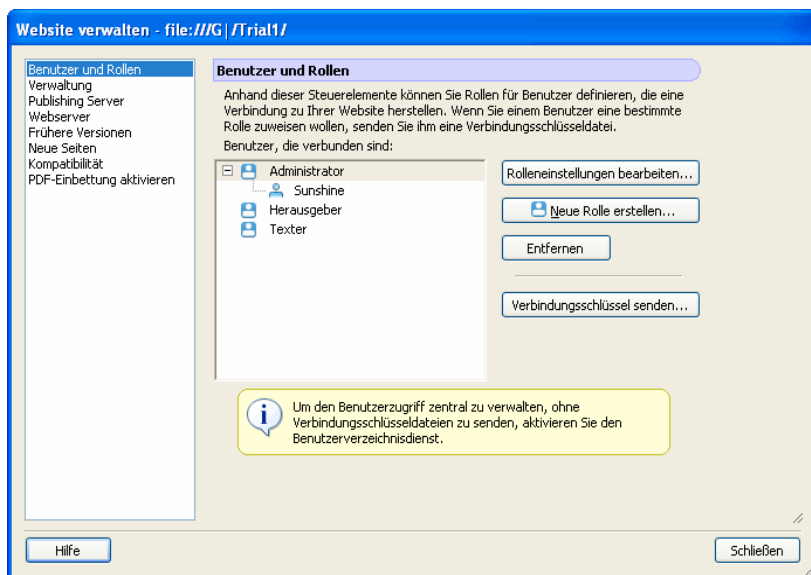 Website verwalten - file:///G|/Trial1/
Benutzer und Rollen
Verwaltung
Publishing Server
Webserver
Frühere Versionen
Neue Seiten
Kompatibilität
PDF-Einbettung aktivieren
Benutzer und Rollen
Anhand dieser Steuerelemente können Sie Rollen für Benutzer definieren, die eine
Verbindung zu Ihrer Website herstellen. Wenn Sie einem Benutzer eine bestimmte
Rolle zuweisen wollen, senden Sie ihm eine Verbindungsschlüsseldatei.
Benutzer, die verbunden sind:
Administrator
Sunshine
Herausgeber
Texter
Rolleneinstellungen bearbeiten...
Neue Rolle erstellen...
Entfernen
Verbindungsschlüssel senden...
Um den Benutzerzugriff zentral zu verwalten, ohne
Verbindungsschlüsseldateien zu senden, aktivieren Sie den
Benutzerverzeichnisdienst.
Hilfe
Schließen